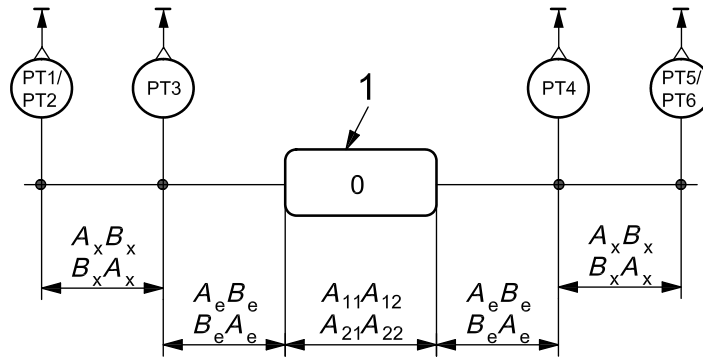 PT1/
PT2
PT3
1
PT4
PT5/
PT6
0
AₓBₓ
BₓAₓ
AₑBₑ
BₑAₑ
A₁₁A₁₂
A₂₁A₂₂
AₑBₑ
BₑAₑ
AₓBₓ
BₓAₓ